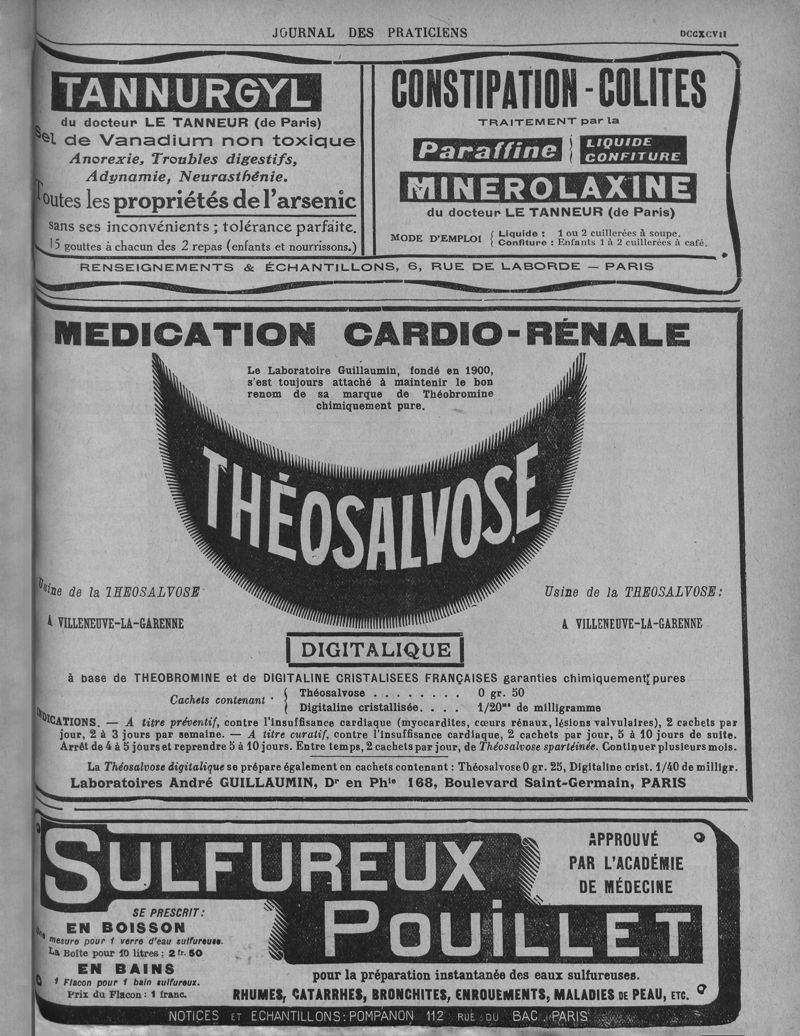 JOURNAL DES PRATICIENS
DCCXCVII
TANNURGYL
du docteur LE TANNEUR (de Paris)
Sel de Vanadium non toxique
Anorexie, Troubles digestifs,
Adynamie, Neurasthénie.
Toutes les propriétés de l'arsenic
sans ses inconvénients ; tolérance parfaite.
15 gouttes à chacun des 2 repas (enfants et nourrissons.)
CONSTIPATION - COLITES
TRAITEMENT par la
Paraffine { LIQUIDE
CONFITURE
MINEROLAXINE
du docteur LE TANNEUR (de Paris)
MODE D'EMPLOI { Liquide : 1 ou 2 cuillerées à soupe.
Confiture : Enfants 1 à 2 cuillerées à café.
RENSEIGNEMENTS & ÉCHANTILLONS, 6, RUE DE LABORDE — PARIS
MEDICATION CARDIO-RÉNALE
Le Laboratoire Guillaumin, fondé en 1900,
s'est toujours attaché à maintenir le bon
renom de sa marque de Théobromine
chimiquement pure.
THÉOSALVOSE
Usine de la THEOSALVOSE
A VILLENEUVE-LA-GARENNE
Usine de la THEOSALVOSE :
A VILLENEUVE-LA-GARENNE
DIGITALIQUE
à base de THEOBROMINE et de DIGITALINE CRISTALISEES FRANÇAISES garanties chimiquement pures
Cachets contenant · { Théosalvose . . . . . . . . 0 gr. 50
Digitaline cristallisée. . . . 1/20me de milligramme
INDICATIONS. — A titre préventif, contre l'insuffisance cardiaque (myocardites, cœurs rénaux, lésions valvulaires), 2 cachets par
jour, 2 à 3 jours par semaine. — A titre curatif, contre l'insuffisance cardiaque, 2 cachets par jour, 5 à 10 jours de suite.
Arrêt de 4 à 5 jours et reprendre 5 à 10 jours. Entre temps, 2 cachets par jour, de Théosalvose spartéinée. Continuer plusieurs mois.
La Théosalvose digitalique se prépare également en cachets contenant : Théosalvose 0 gr. 25, Digitaline crist. 1/40 de milligr.
Laboratoires André GUILLAUMIN, Dr en Phie 168, Boulevard Saint-Germain, PARIS
SULFUREUX
POUILLET
APPROUVÉ
PAR L'ACADÉMIE
DE MÉDECINE
SE PRESCRIT:
EN BOISSON
Une mesure pour 1 verre d'eau sulfureuse.
La Boîte pour 10 litres ; 2 fr. 50
EN BAINS
1 Flacon pour 1 bain sulfureux.
Prix du Flacon : 1 franc.
pour la préparation instantanée des eaux sulfureuses.
RHUMES, CATARRHES, BRONCHITES, ENROUEMENTS, MALADIES DE PEAU, ETC.
NOTICES ET ECHANTILLONS: POMPANON 112 RUE DU BAC, PARIS